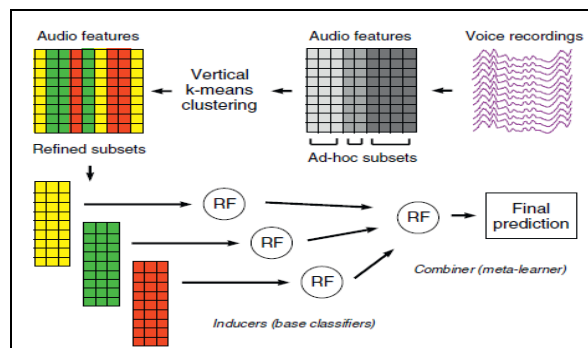 Audio features
Audio features
Voice recordings
Vertical
k-means
clustering
Refined subsets
Ad-hoc subsets
RF
RF
RF
RF
Final
prediction
Combiner (meta-learner)
Inducers (base classifiers)